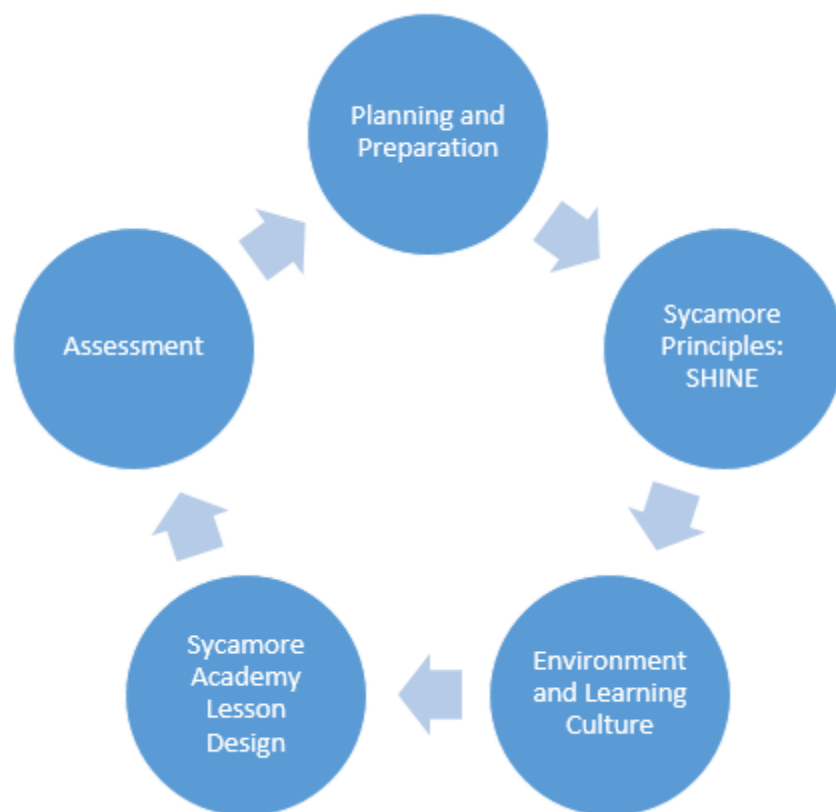 Planning and
Preparation
Sycamore
Principles:
SHINE
Environment
and Learning
Culture
Sycamore
Academy
Lesson
Design
Assessment